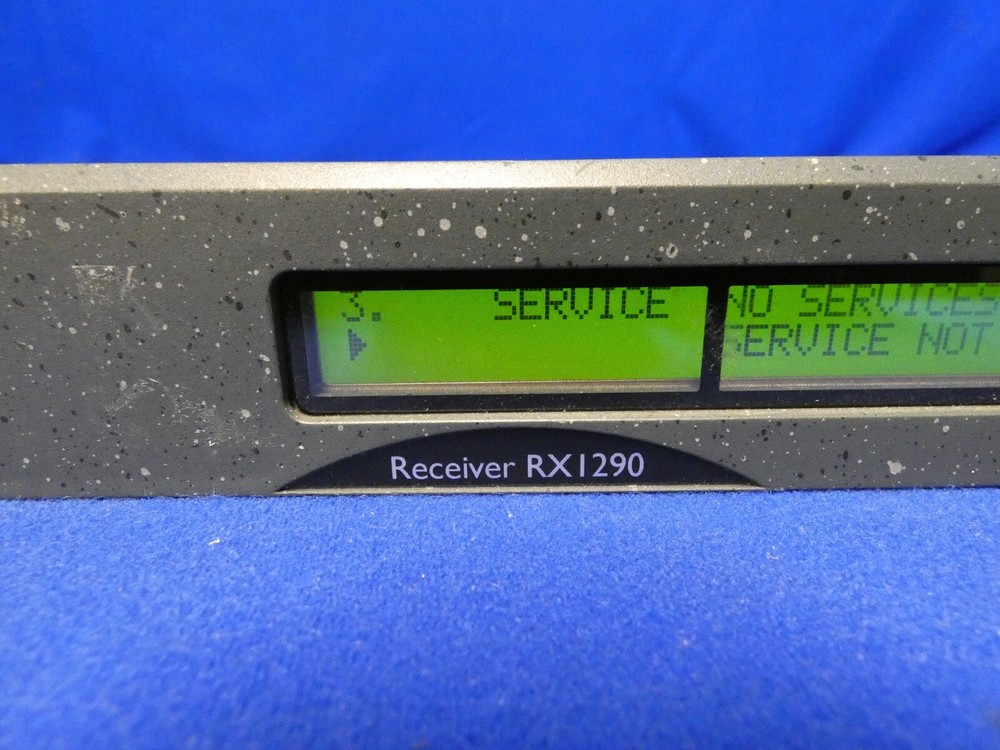 3. SERVICE
NO SERVICES
SERVICE NOT
Receiver RX1290